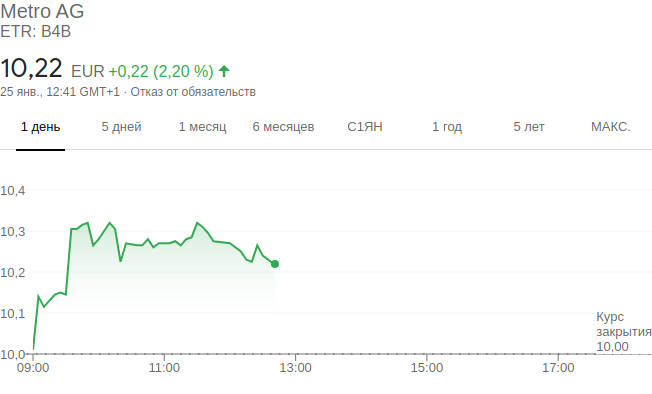 Metro AG
ETR: B4B
10,22 EUR +0,22 (2,20 %)
25 янв., 12:41 GMT+1 · Отказ от обязательств
1 день 5 дней 1 месяц 6 месяцев С1ЯН 1 год 5 лет МАКС.
10,4
10,3
10,2
10,1
10,0
Курс
закрытия
10,00
09:00 11:00 13:00 15:00 17:00